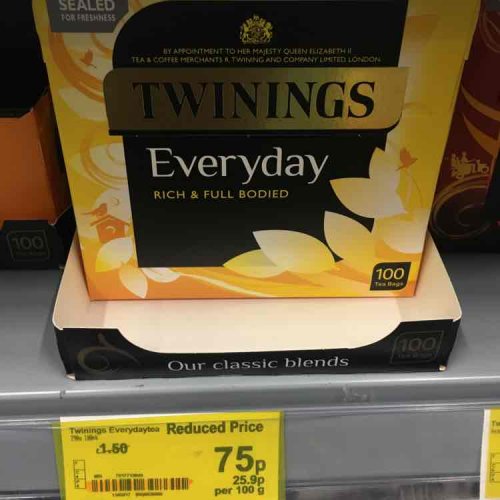 SEALED
FOR FRESHNESS
BY APPOINTMENT TO HER MAJESTY QUEEN ELIZABETH II
TEA & COFFEE MERCHANTS R. TWINING AND COMPANY LIMITED LONDON
TWININGS
Everyday
RICH & FULL BODIED
100
Tea Bags
100
100
Our classic blends
Twinings Everydaytea
Reduced Price
1.50
75p
25.9p
per 100 g